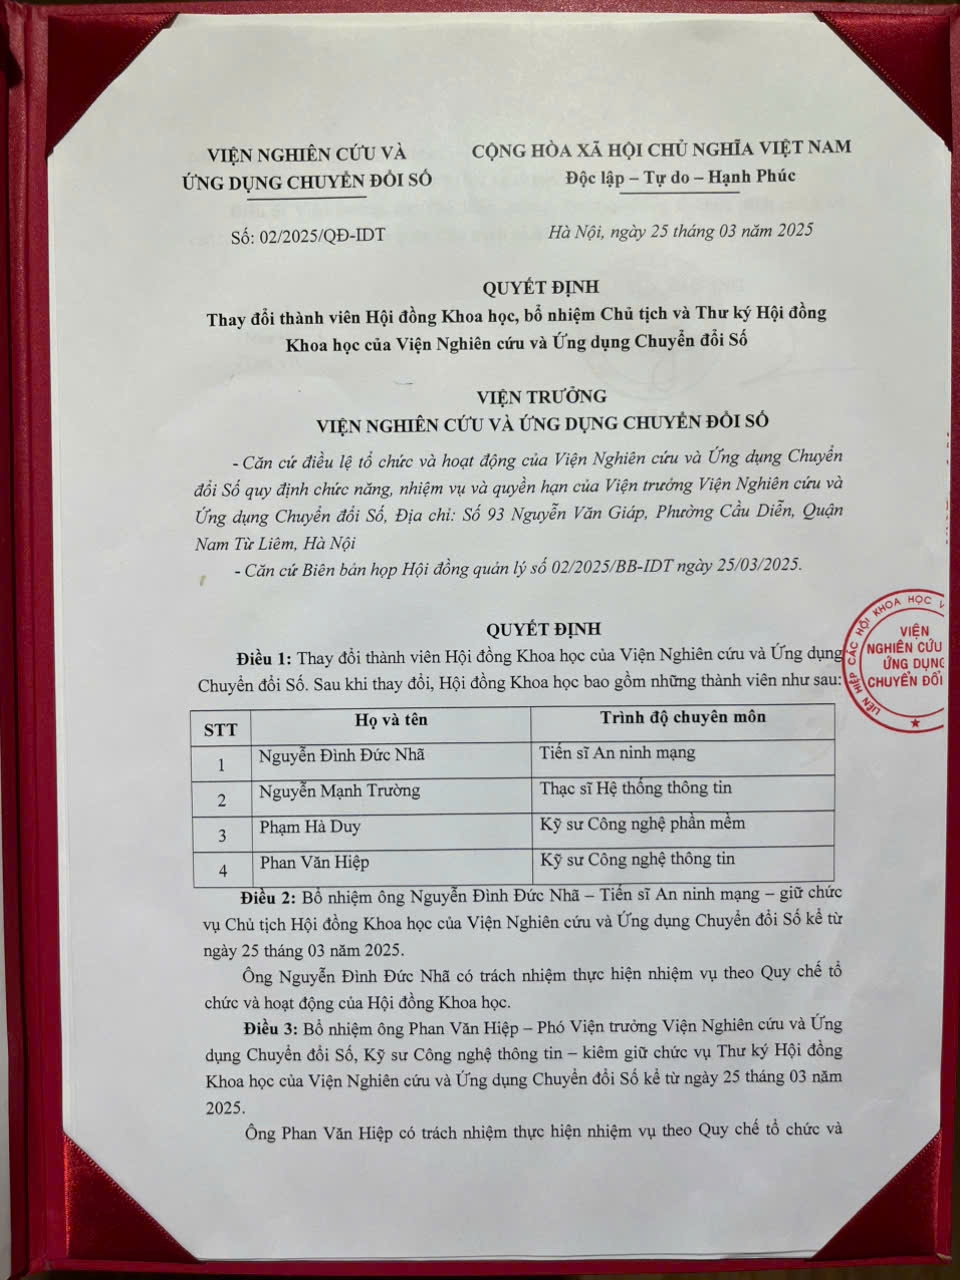 VIỆN NGHIÊN CỨU VÀ
ỨNG DỤNG CHUYỂN ĐỔI SỐ
CỘNG HÒA XÃ HỘI CHỦ NGHĨA VIỆT NAM
Độc lập – Tự do – Hạnh Phúc
Số: 02/2025/QĐ-IDT
Hà Nội, ngày 25 tháng 03 năm 2025
QUYẾT ĐỊNH
Thay đổi thành viên Hội đồng Khoa học, bổ nhiệm Chủ tịch và Thư ký Hội đồng
Khoa học của Viện Nghiên cứu và Ứng dụng Chuyển đổi Số
VIỆN TRƯỞNG
VIỆN NGHIÊN CỨU VÀ ỨNG DỤNG CHUYỂN ĐỔI SỐ
- Căn cứ điều lệ tổ chức và hoạt động của Viện Nghiên cứu và Ứng dụng Chuyển
đổi Số quy định chức năng, nhiệm vụ và quyền hạn của Viện trưởng Viện Nghiên cứu và
Ứng dụng Chuyển đổi Số, Địa chỉ: Số 93 Nguyễn Văn Giáp, Phường Cầu Diễn, Quận
Nam Từ Liêm, Hà Nội
- Căn cứ Biên bản họp Hội đồng quản lý số 02/2025/BB-IDT ngày 25/03/2025.
QUYẾT ĐỊNH
Điều 1: Thay đổi thành viên Hội đồng Khoa học của Viện Nghiên cứu và Ứng dụng
Chuyển đổi Số. Sau khi thay đổi, Hội đồng Khoa học bao gồm những thành viên như sau:
LIÊN HIỆP CÁC HỘI KHOA HỌC V
VIỆN
NGHIÊN CỨU
ỨNG DỤNG
CHUYỂN ĐỔI
STT Họ và tên Trình độ chuyên môn
1 Nguyễn Đình Đức Nhã Tiến sĩ An ninh mạng
2 Nguyễn Mạnh Trường Thạc sĩ Hệ thống thông tin
3 Phạm Hà Duy Kỹ sư Công nghệ phần mềm
4 Phan Văn Hiệp Kỹ sư Công nghệ thông tin
Điều 2: Bổ nhiệm ông Nguyễn Đình Đức Nhã – Tiến sĩ An ninh mạng – giữ chức
vụ Chủ tịch Hội đồng Khoa học của Viện Nghiên cứu và Ứng dụng Chuyển đổi Số kể từ
ngày 25 tháng 03 năm 2025.
Ông Nguyễn Đình Đức Nhã có trách nhiệm thực hiện nhiệm vụ theo Quy chế tổ
chức và hoạt động của Hội đồng Khoa học.
Điều 3: Bổ nhiệm ông Phan Văn Hiệp – Phó Viện trưởng Viện Nghiên cứu và Ứng
dụng Chuyển đổi Số, Kỹ sư Công nghệ thông tin – kiêm giữ chức vụ Thư ký Hội đồng
Khoa học của Viện Nghiên cứu và Ứng dụng Chuyển đổi Số kể từ ngày 25 tháng 03 năm
2025.
Ông Phan Văn Hiệp có trách nhiệm thực hiện nhiệm vụ theo Quy chế tổ chức và